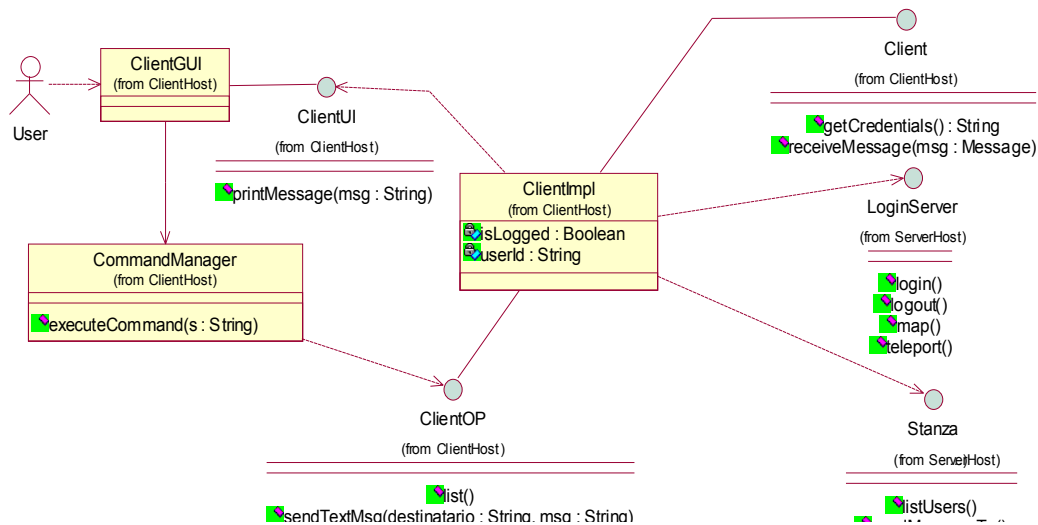 User
ClientGUI
(from ClientHost)
ClientUI
(from ClientHost)
printMessage(msg : String)
CommandManager
(from ClientHost)
executeCommand(s : String)
ClientImpl
(from ClientHost)
isLogged : Boolean
userId : String
Client
(from ClientHost)
getCredentials() : String
receiveMessage(msg : Message)
LoginServer
(from ServerHost)
login()
logout()
map()
teleport()
ClientOP
(from ClientHost)
list()
sendTextMsg(destinatario : String, msg : String)
Stanza
(from ServerHost)
listUsers()